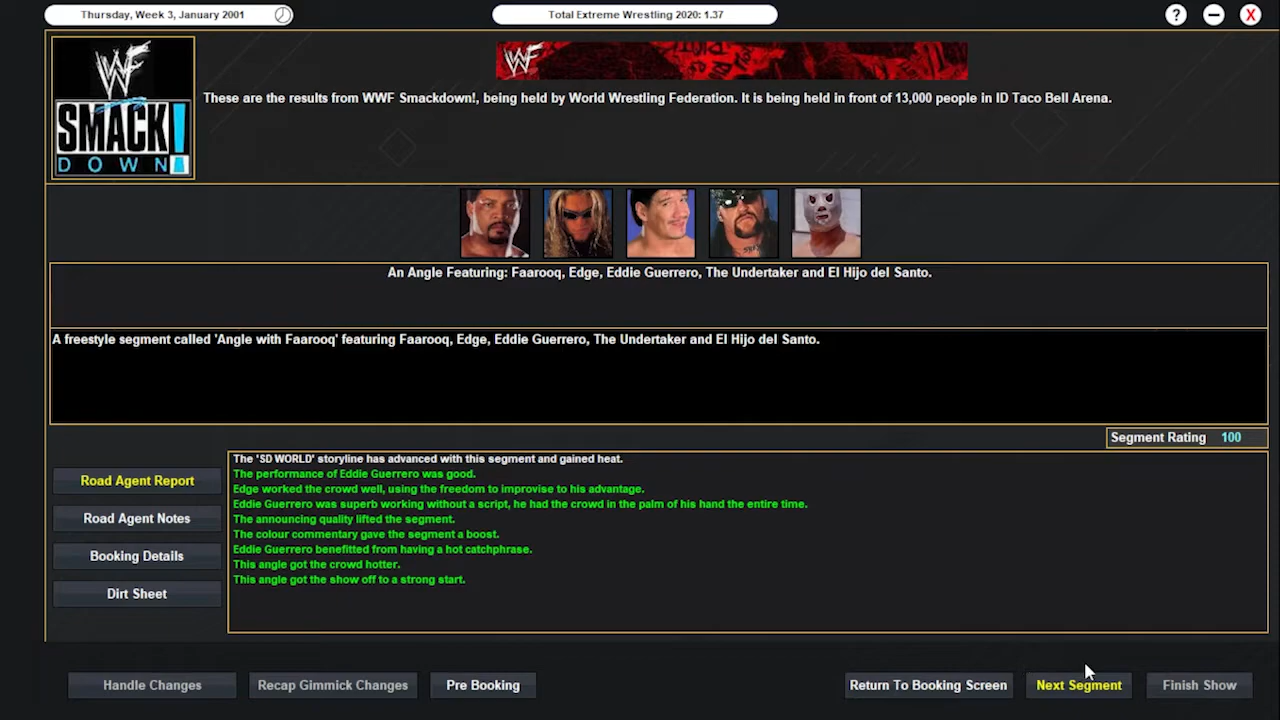 Thursday, Week 3, January 2001
Total Extreme Wrestling 2020: 1.37
?
X
WF
SMACK!
DOWN
These are the results from WWF Smackdown!, being held by World Wrestling Federation. It is being held in front of 13,000 people in ID Taco Bell Arena.
An Angle Featuring: Faarooq, Edge, Eddie Guerrero, The Undertaker and El Hijo del Santo.
A freestyle segment called 'Angle with Faarooq' featuring Faarooq, Edge, Eddie Guerrero, The Undertaker and El Hijo del Santo.
Segment Rating 100
Road Agent Report
Road Agent Notes
Booking Details
Dirt Sheet
The 'SD WORLD' storyline has advanced with this segment and gained heat.
The performance of Eddie Guerrero was good.
Edge worked the crowd well, using the freedom to improvise to his advantage.
Eddie Guerrero was superb working without a script, he had the crowd in the palm of his hand the entire time.
The announcing quality lifted the segment.
The colour commentary gave the segment a boost.
Eddie Guerrero benefitted from having a hot catchphrase.
This angle got the crowd hotter.
This angle got the show off to a strong start.
Handle Changes
Recap Gimmick Changes
Pre Booking
Return To Booking Screen
Next Segment
Finish Show